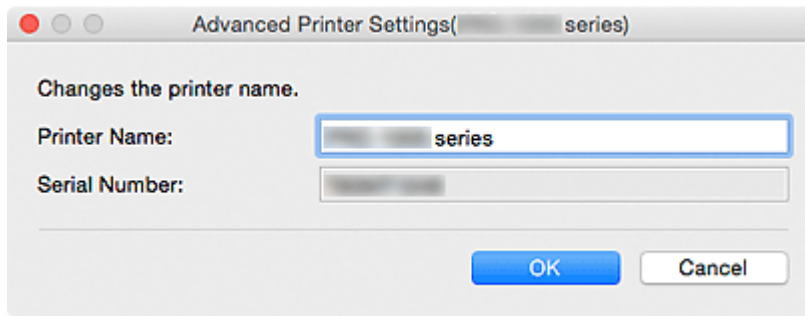 Advanced Printer Settings( series)
Changes the printer name.
Printer Name: series
Serial Number:
OK Cancel